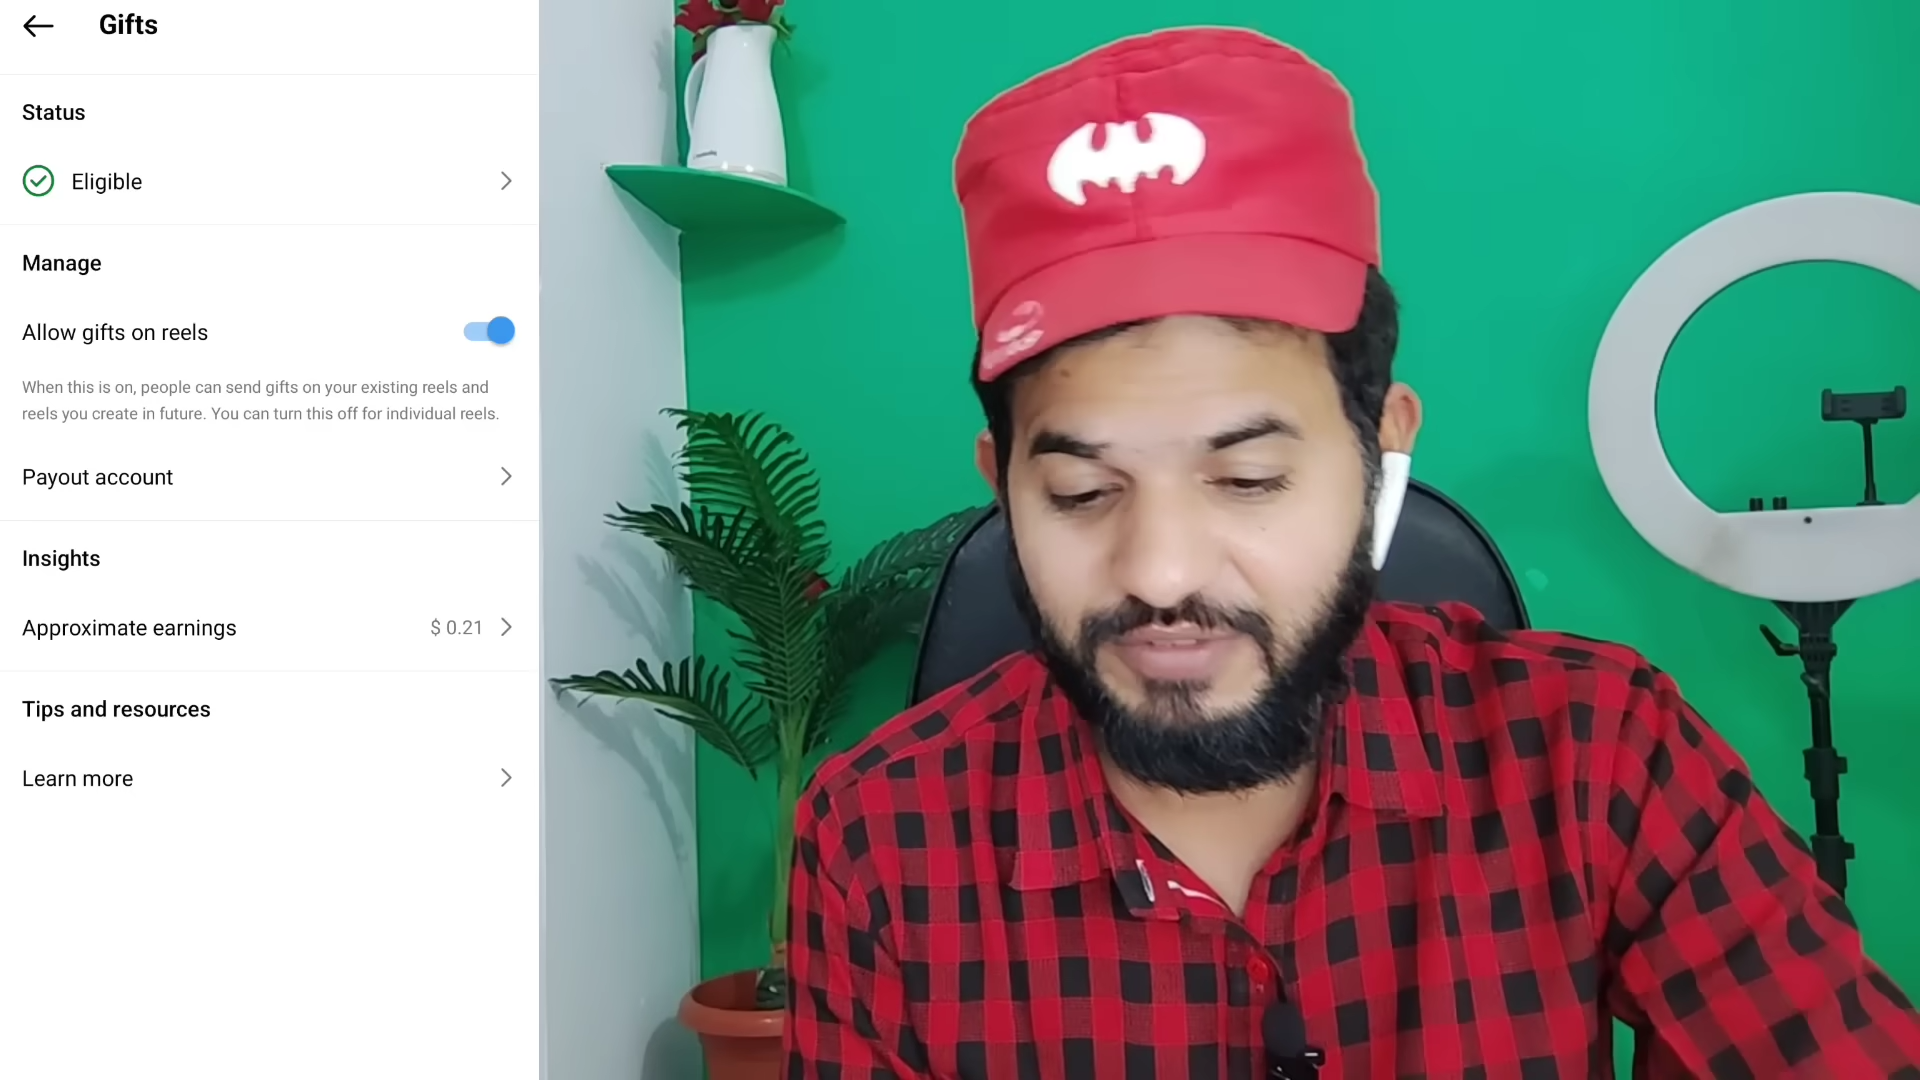 Gifts
Status
Eligible
Manage
Allow gifts on reels
When this is on, people can send gifts on your existing reels and
reels you create in future. You can turn this off for individual reels.
Payout account
Insights
Approximate earnings $ 0.21
Tips and resources
Learn more